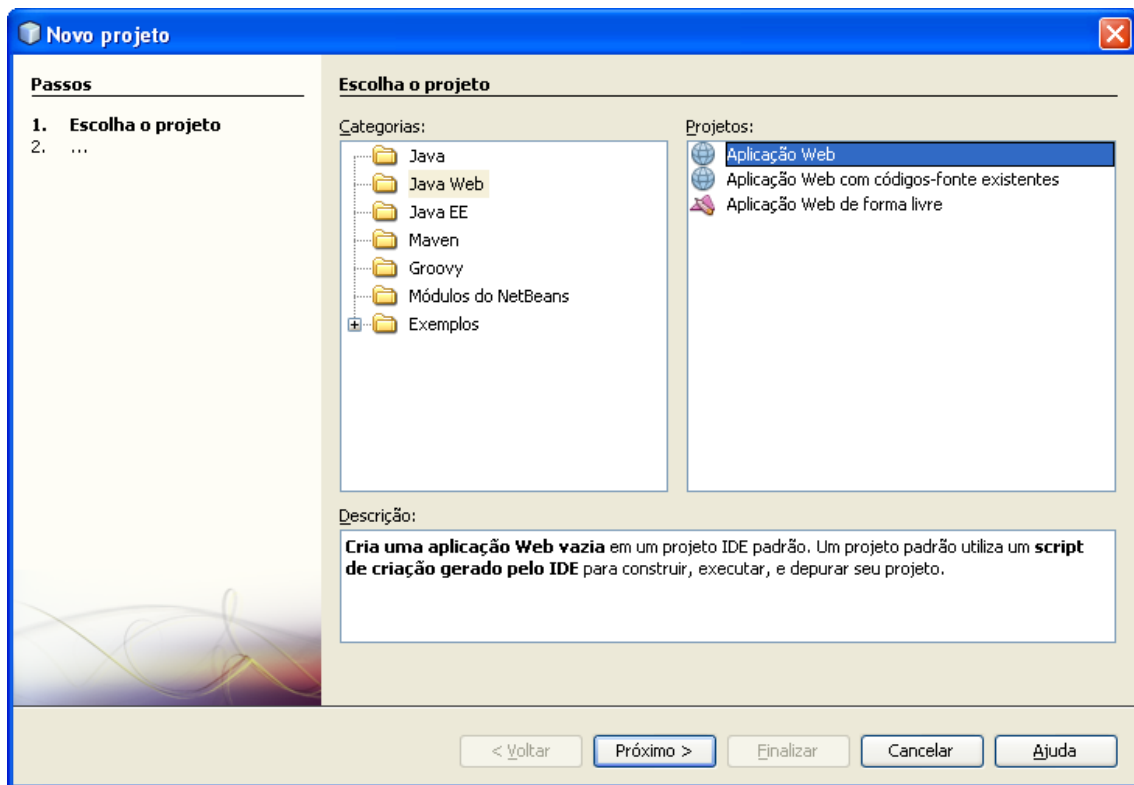 Novo projeto
Passos
1. Escolha o projeto
2. ...
Escolha o projeto
Categorias:
Java
Java Web
Java EE
Maven
Groovy
Módulos do NetBeans
Exemplos
Projetos:
Aplicação Web
Aplicação Web com códigos-fonte existentes
Aplicação Web de forma livre
Descrição:
Cria uma aplicação Web vazia em um projeto IDE padrão. Um projeto padrão utiliza um script
de criação gerado pelo IDE para construir, executar, e depurar seu projeto.
< Voltar
Próximo >
Finalizar
Cancelar
Ajuda